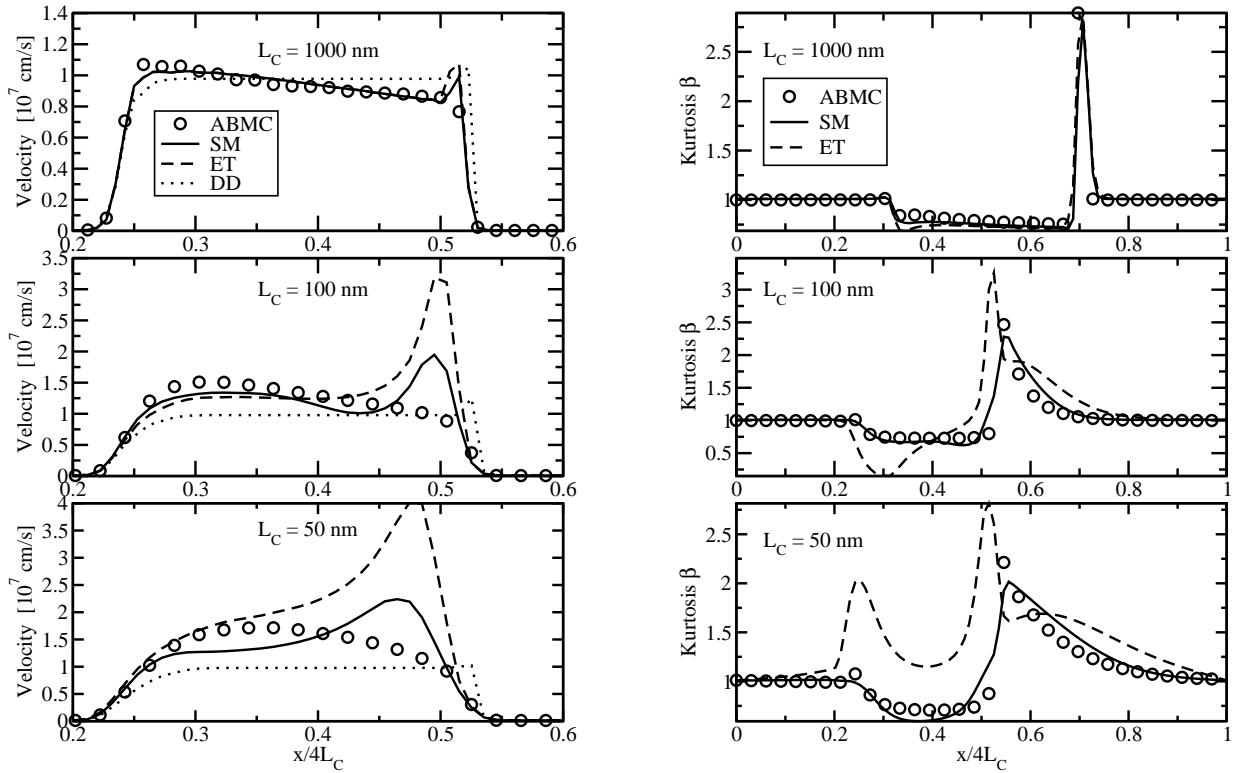 1.4
1.2
1
0.8
0.6
0.4
0.2
0
Velocity [10^7 cm/s]
L_C = 1000 nm
ABMC
SM
ET
DD
0.2 0.3 0.4 0.5 0.6
3.5
3
2.5
2
1.5
1
0.5
0
Velocity [10^7 cm/s]
L_C = 100 nm
0.2 0.3 0.4 0.5 0.6
x/4L_C
4
3.5
3
2.5
2
1.5
1
0.5
0
Velocity [10^7 cm/s]
L_C = 50 nm
0.2 0.3 0.4 0.5 0.6
x/4L_C
2.5
2
1.5
1
Kurtosis β
L_C = 1000 nm
ABMC
SM
ET
0 0.2 0.4 0.6 0.8 1
3
2.5
2
1.5
1
0.5
Kurtosis β
L_C = 100 nm
0 0.2 0.4 0.6 0.8 1
2.5
2
1.5
1
Kurtosis β
L_C = 50 nm
0 0.2 0.4 0.6 0.8 1
x/4L_C